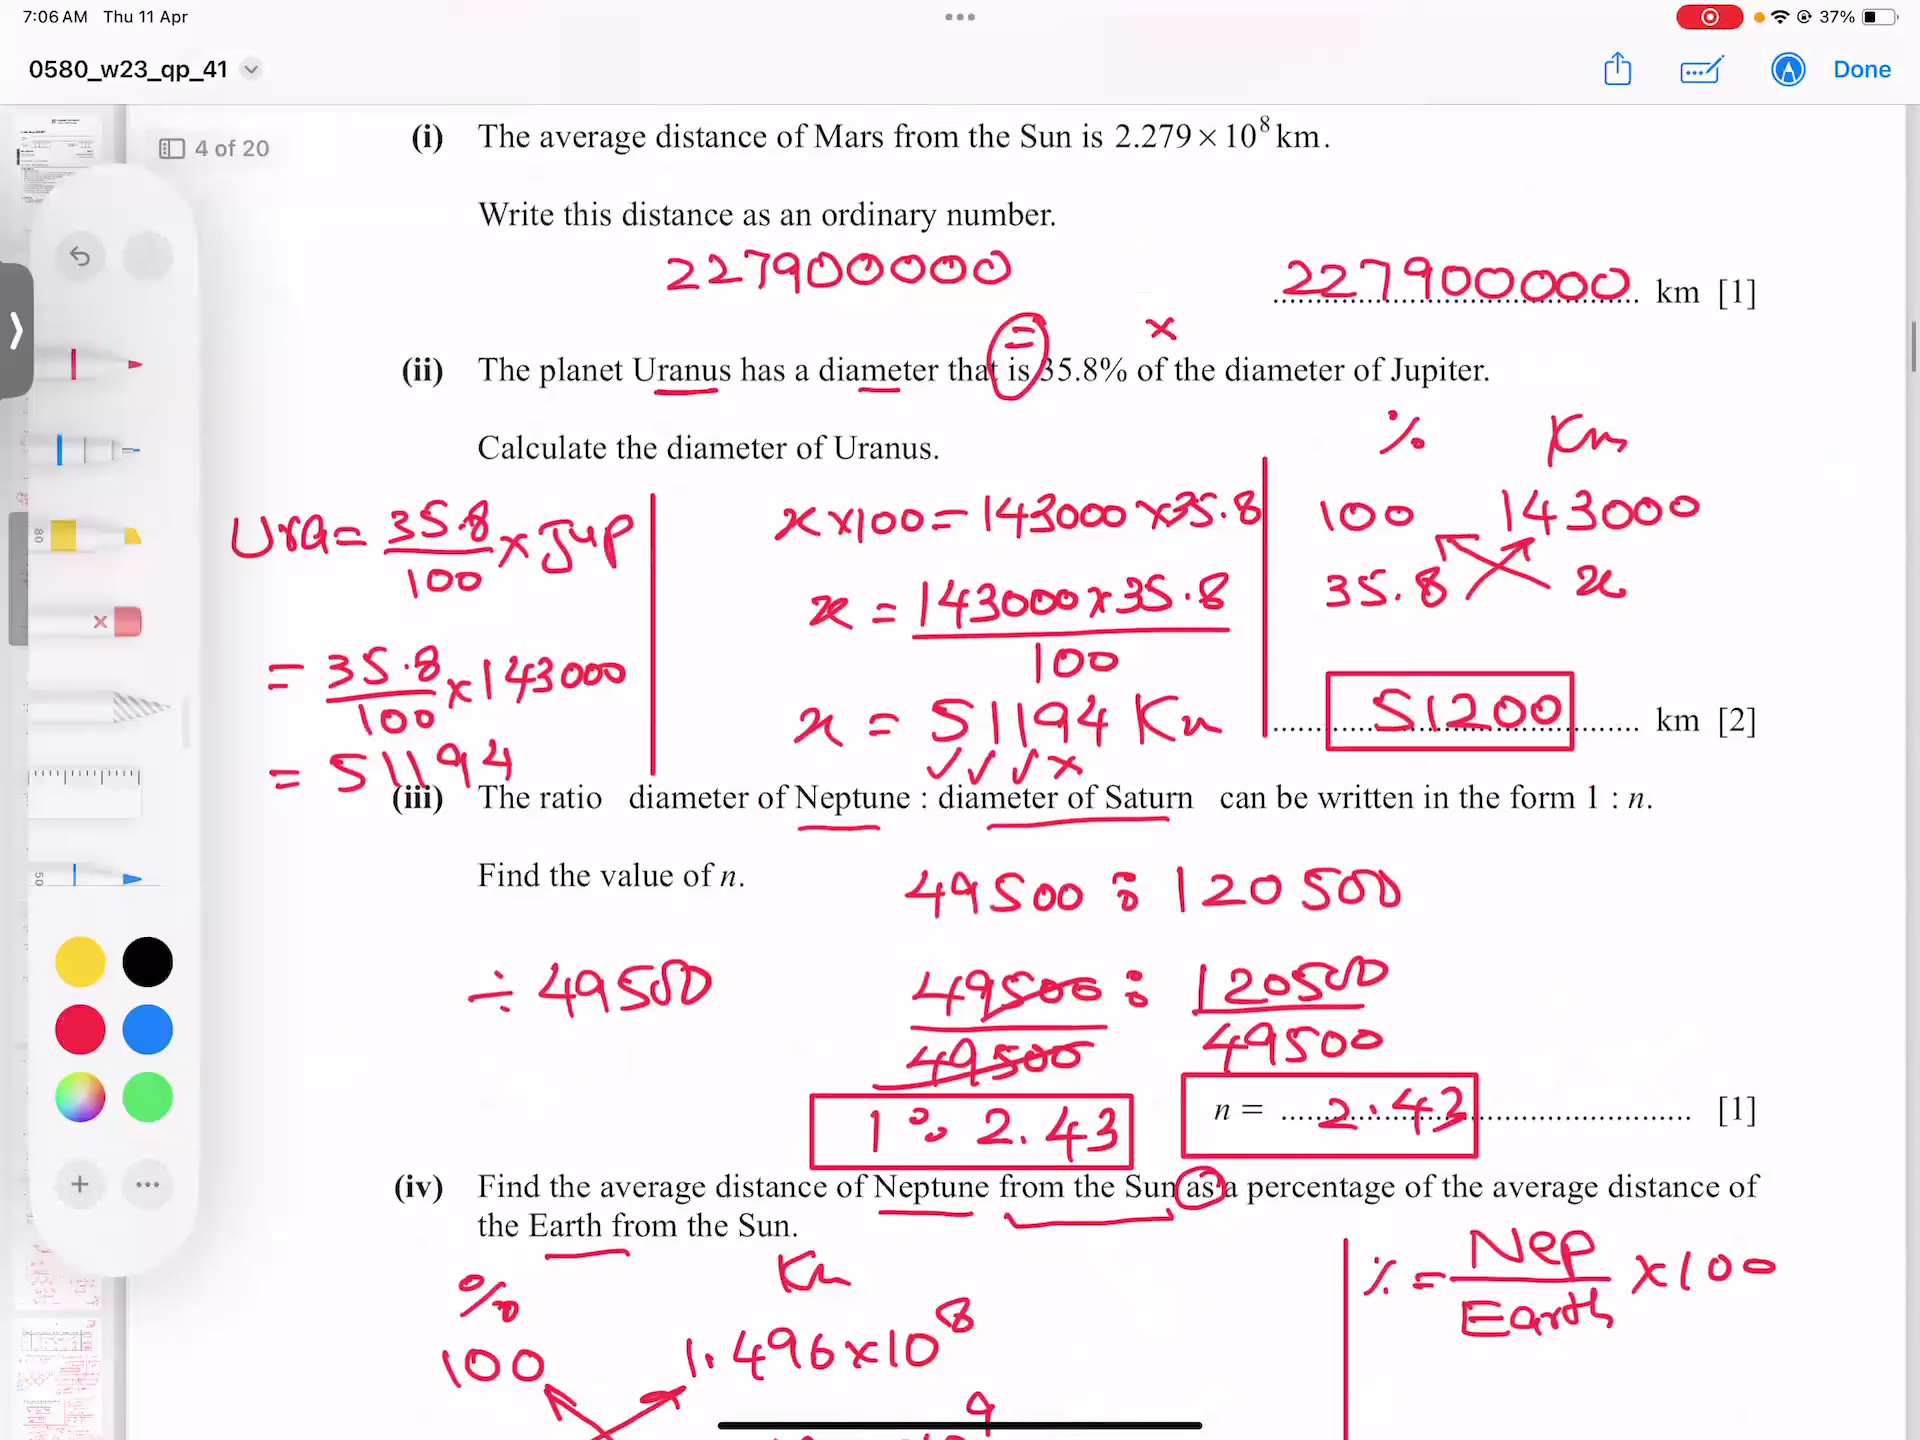 7:06 AM Thu 11 Apr
37%
0580_w23_qp_41
Done
4 of 20
(i) The average distance of Mars from the Sun is 2.279 × 10⁸ km.
Write this distance as an ordinary number.
227900000
227900000 km [1]
= ×
(ii) The planet Uranus has a diameter that is 35.8% of the diameter of Jupiter.
% Km
Calculate the diameter of Uranus.
Ura = 35.8/100 × Jup
x × 100 = 143000 × 35.8
100 143000
x = 143000 × 35.8 / 100
35.8 x
= 35.8/100 × 143000
x = 51194 Km
51200 km [2]
= 51194
✓ ✓ ✓ ×
(iii) The ratio diameter of Neptune : diameter of Saturn can be written in the form 1 : n.
Find the value of n.
49500 : 120500
÷ 49500
49500/49500 : 120500/49500
1 : 2.43
n = 2.43 [1]
(iv) Find the average distance of Neptune from the Sun as a percentage of the average distance of
the Earth from the Sun.
% Km
% = Nep/Earth × 100
100 1.496 × 10⁸
9